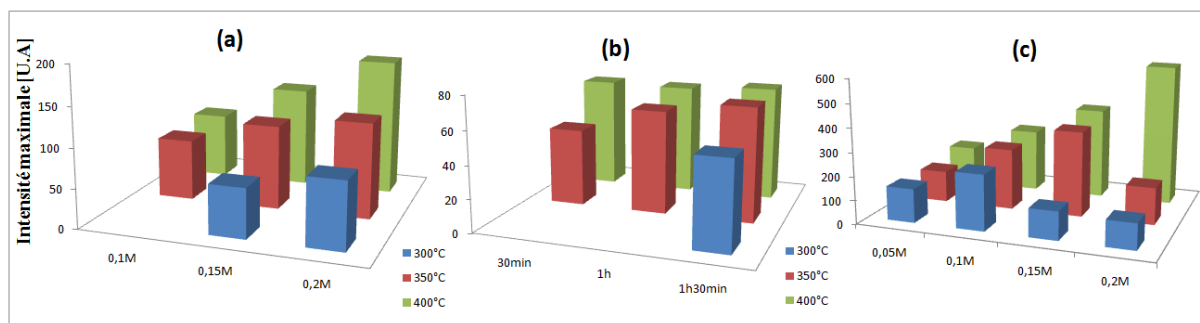 Intensité maximale [U.A]
(a)
200
150
100
50
0
0,1M
0,15M
0,2M
300°C
350°C
400°C
(b)
80
60
40
20
0
30min
1h
1h30min
300°C
350°C
400°C
(c)
600
500
400
300
200
100
0
0,05M
0,1M
0,15M
0,2M
300°C
350°C
400°C